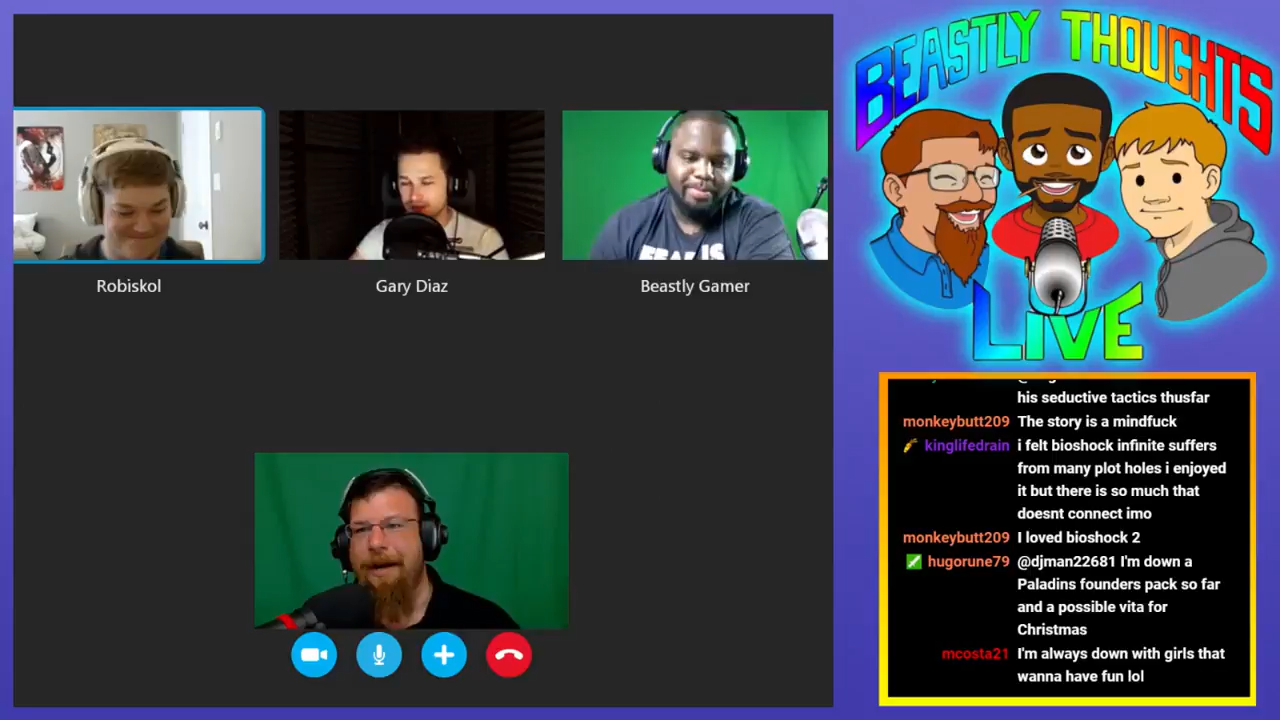 BEASTLY THOUGHTS
LIVE
Robiskol
Gary Diaz
Beastly Gamer
FEAR IS
his seductive tactics thusfar
monkeybutt209 The story is a mindfuck
kinglifedrain i felt bioshock infinite suffers
from many plot holes i enjoyed
it but there is so much that
doesnt connect imo
monkeybutt209 I loved bioshock 2
hugorune79 @djman22681 I'm down a
Paladins founders pack so far
and a possible vita for
Christmas
mcosta21 I'm always down with girls that
wanna have fun lol